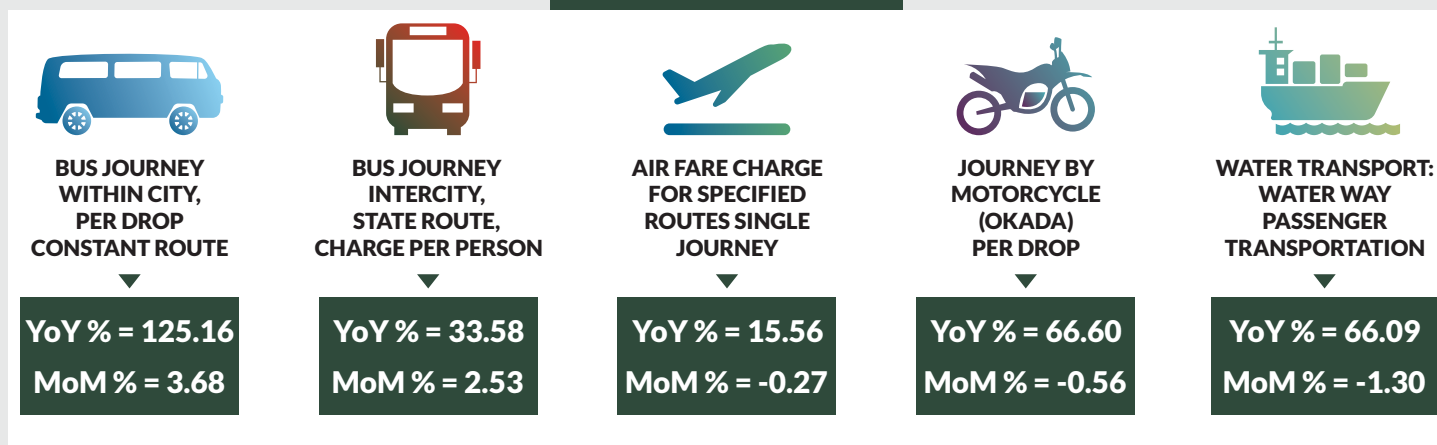 BUS JOURNEY
WITHIN CITY,
PER DROP
CONSTANT ROUTE
YoY % = 125.16
MoM % = 3.68
BUS JOURNEY
INTERCITY,
STATE ROUTE,
CHARGE PER PERSON
YoY % = 33.58
MoM % = 2.53
AIR FARE CHARGE
FOR SPECIFIED
ROUTES SINGLE
JOURNEY
YoY % = 15.56
MoM % = -0.27
JOURNEY BY
MOTORCYCLE
(OKADA)
PER DROP
YoY % = 66.60
MoM % = -0.56
WATER TRANSPORT:
WATER WAY
PASSENGER
TRANSPORTATION
YoY % = 66.09
MoM % = -1.30